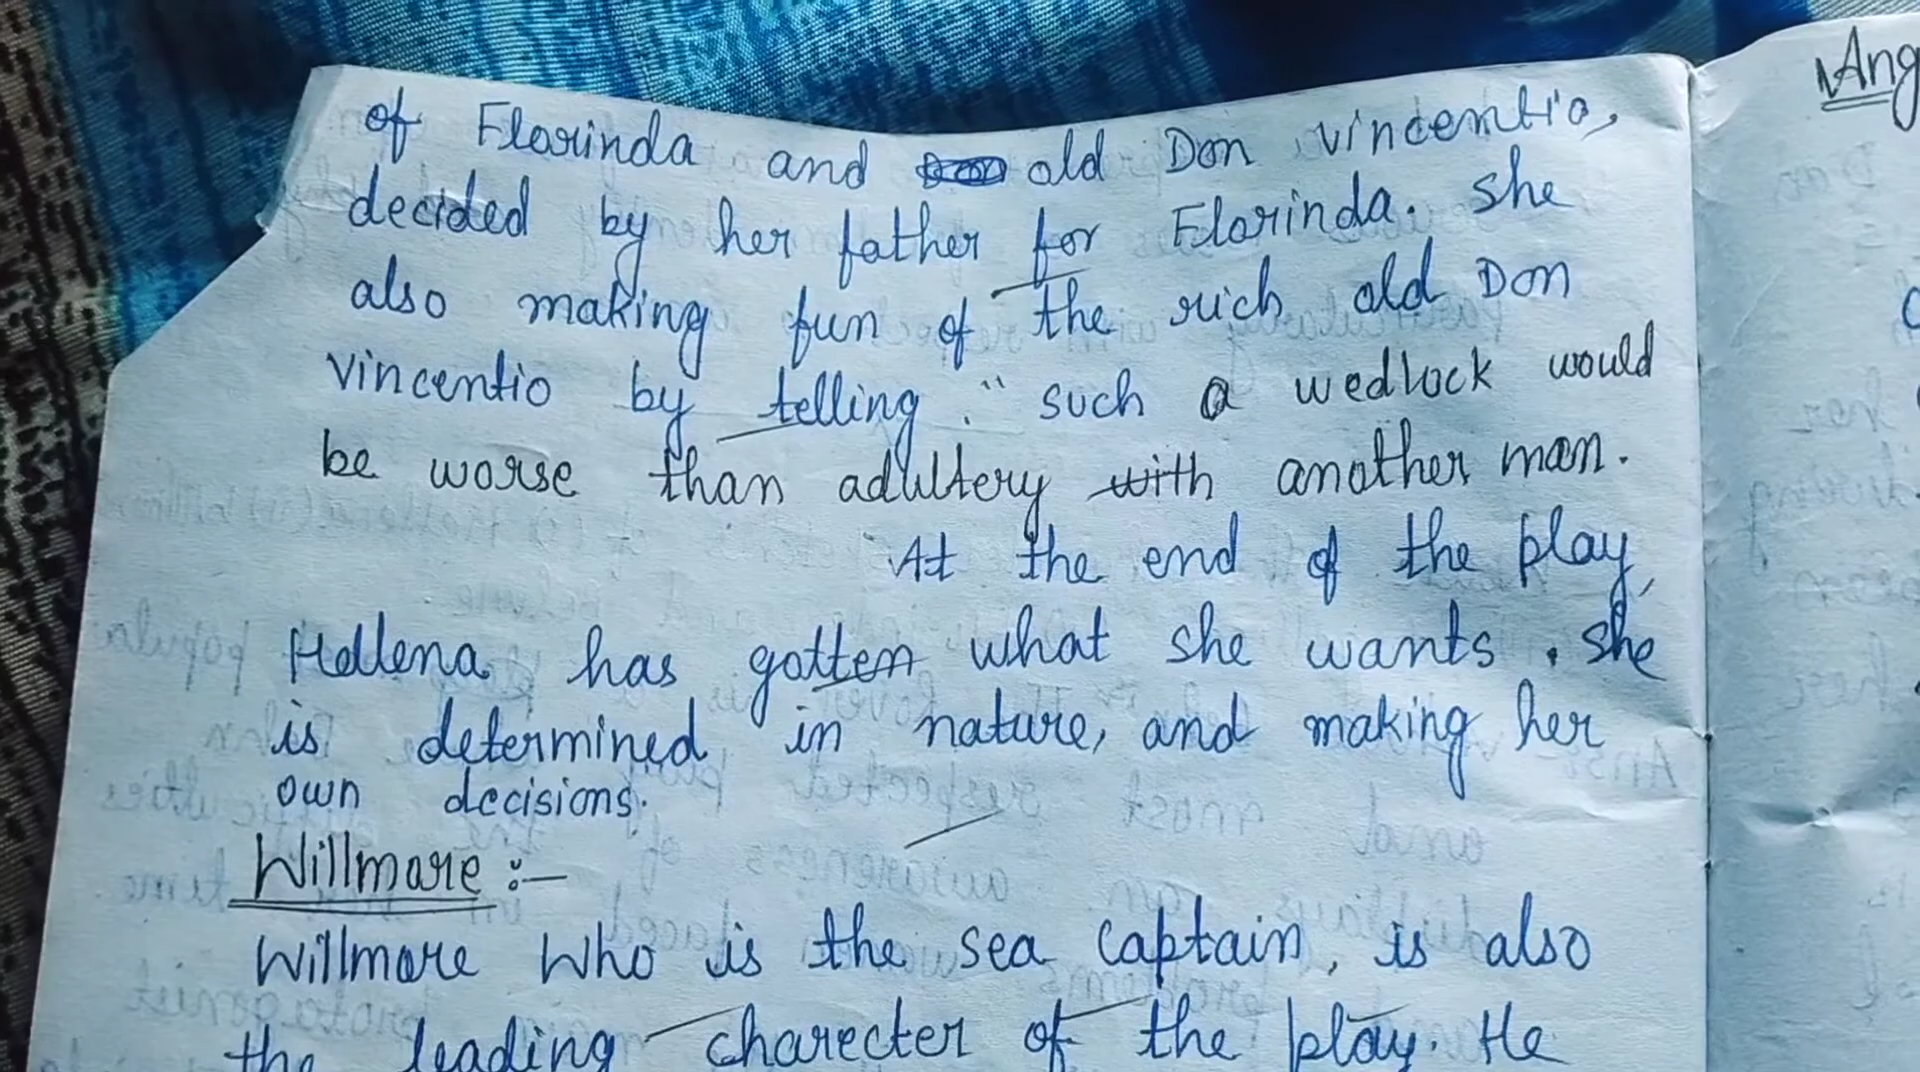 of Florinda and old Don vincentio,
decided by her father for Florinda. She
also making fun of the rich old Don
vincentio by telling :" such a wedlock would
be worse than adultery with another man.
At the end of the play,
Hellena has gotten what she wants. She
is determined in nature, and making her
own decisions.
Willmore :-
Willmore Who is the sea captain, is also
the leading charecter of the play. He
Ang